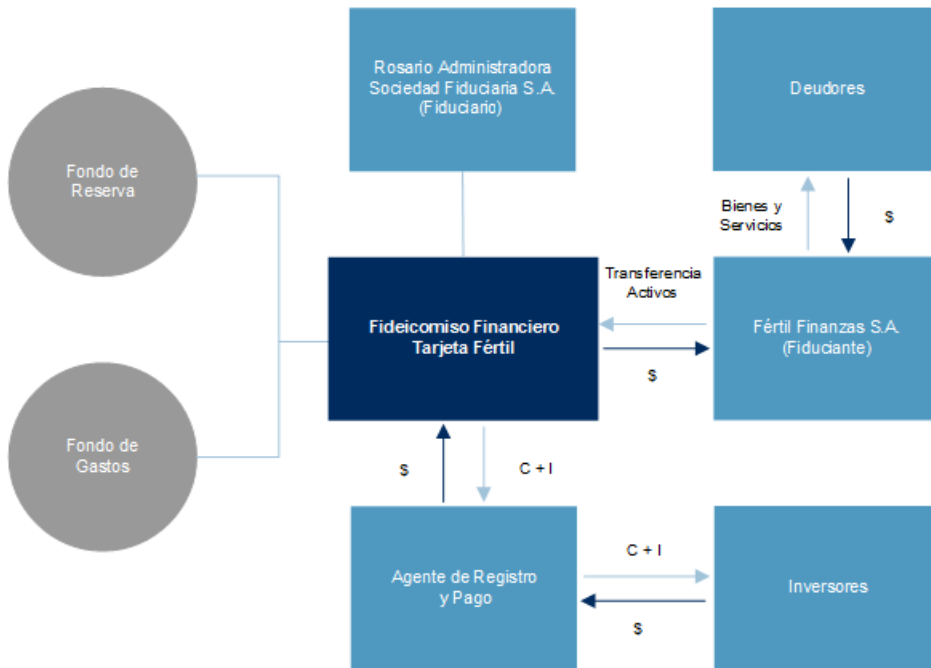 Rosario Administradora
Sociedad Fiduciaria S.A.
(Fiduciario)
Deudores
Fondo de
Reserva
Bienes y
Servicios
$
Transferencia
Activos
Fideicomiso Financiero
Tarjeta Fértil
Fértil Finanzas S.A.
(Fiduciante)
$
Fondo de
Gastos
$
C + I
Agente de Registro
y Pago
C + I
Inversores
$